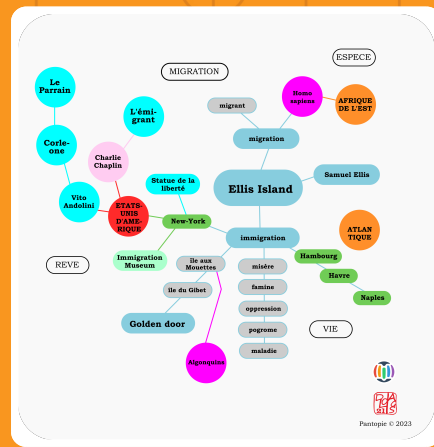 ESPECE
MIGRATION
Le
Parrain
Homo
sapiens
AFRIQUE
DE L'EST
L'émi-
grant
migrant
migration
Corle-
one
Charlie
Chaplin
Samuel Ellis
Statue de la
liberté
Ellis Island
Vito
Andolini
ETATS-
UNIS D'AME-
RIQUE
New-York
ATLAN
TIQUE
immigration
Immigration
Museum
île aux
Mouettes
Hambourg
REVE
misère
Havre
famine
île du Gibet
Naples
oppression
Golden door
VIE
pogrome
maladie
Algonquins
Pantopie © 2023